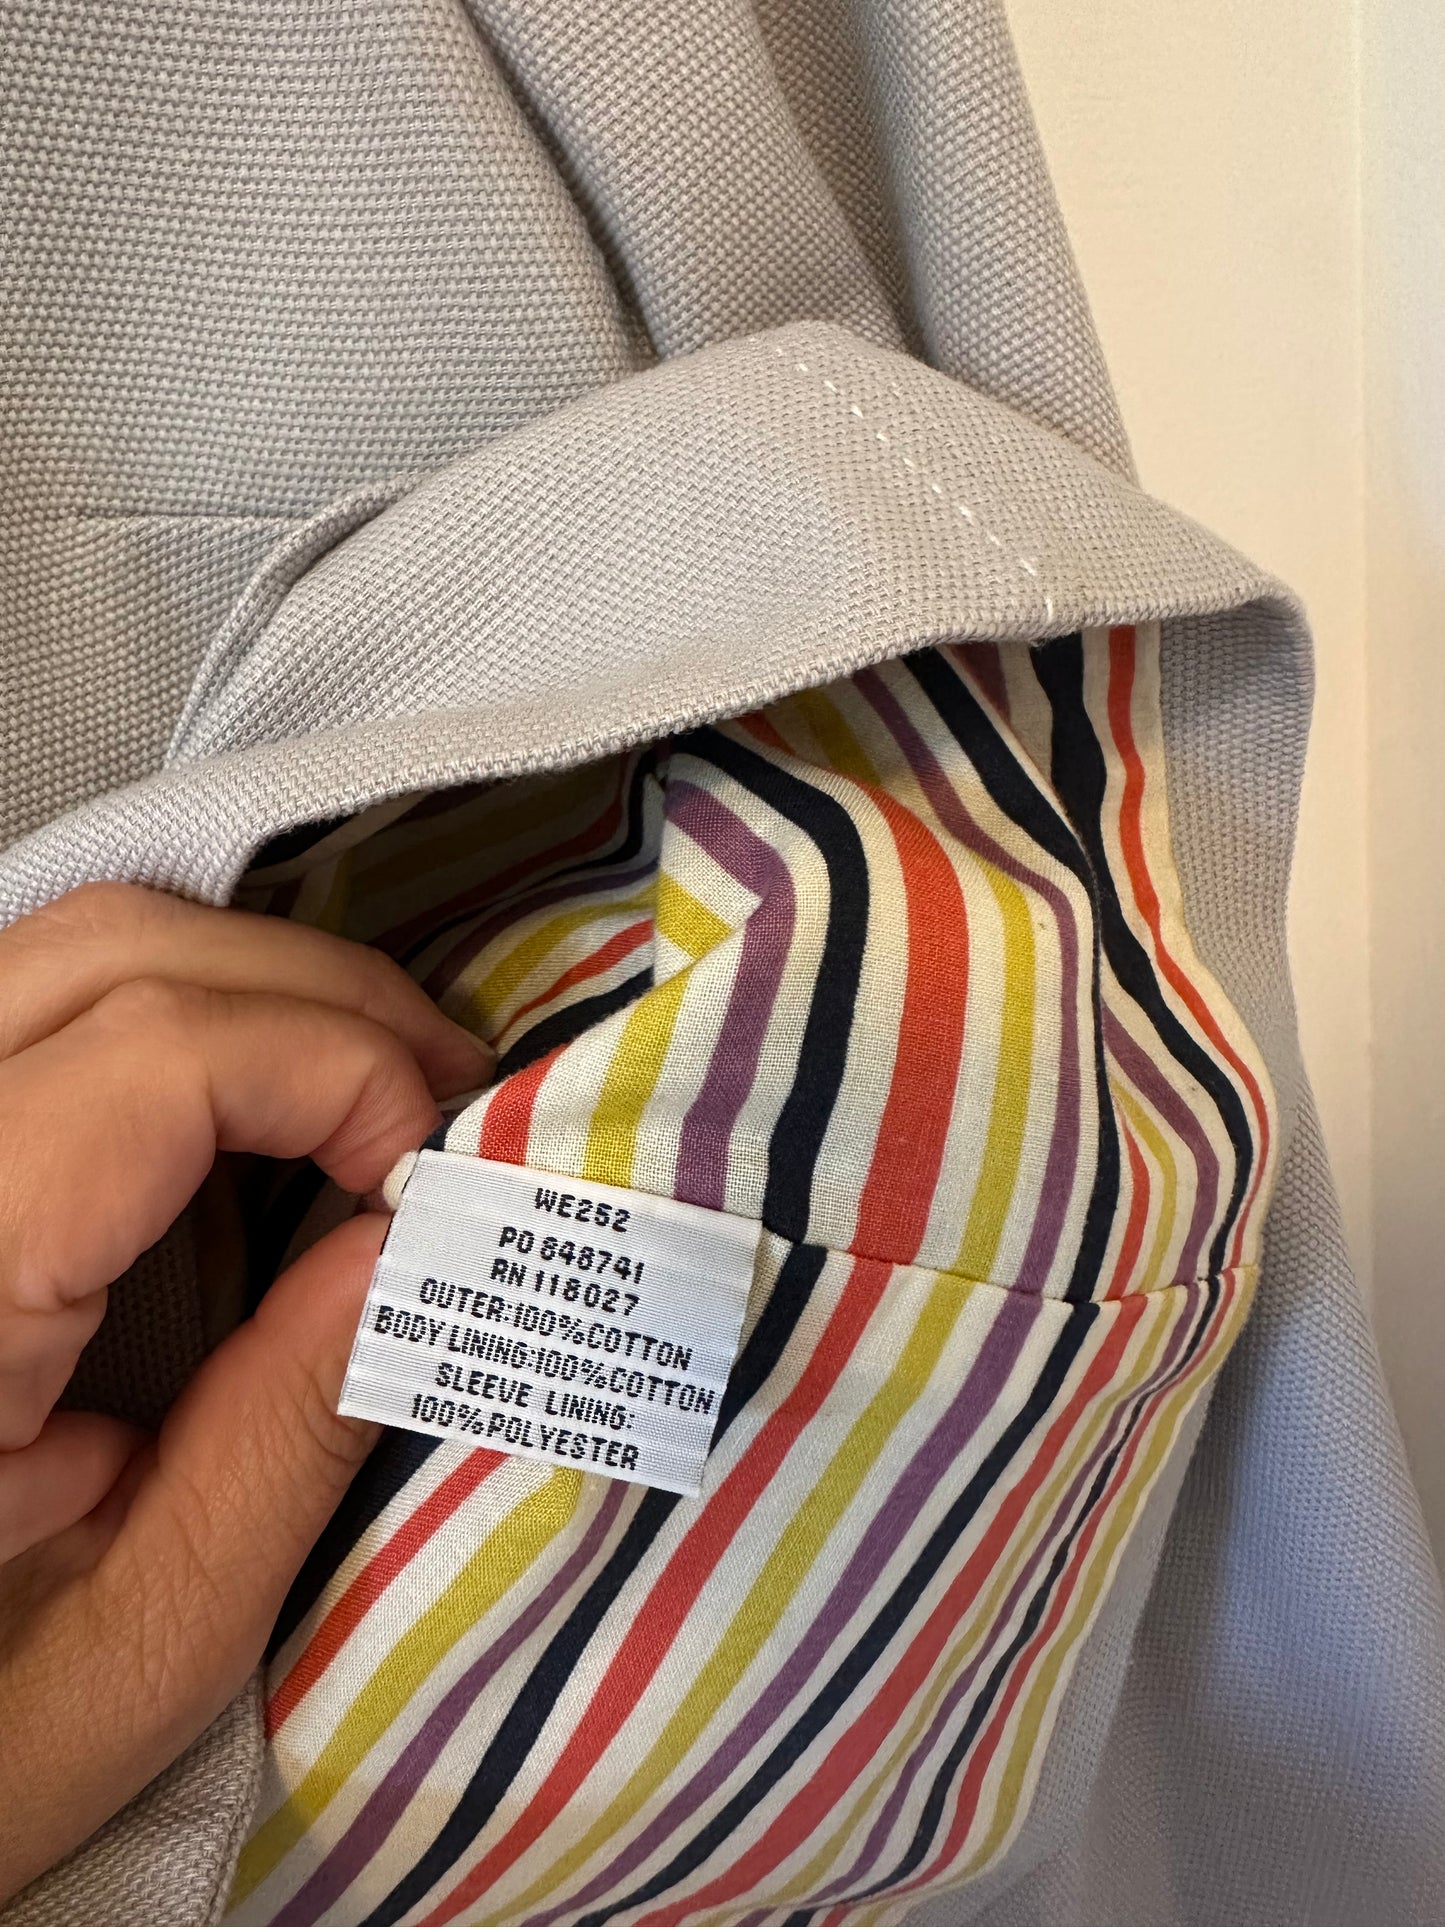 WE252
PO 848741
RN 118027
OUTER:100%COTTON
BODY LINING:100%COTTON
SLEEVE LINING:
100%POLYESTER